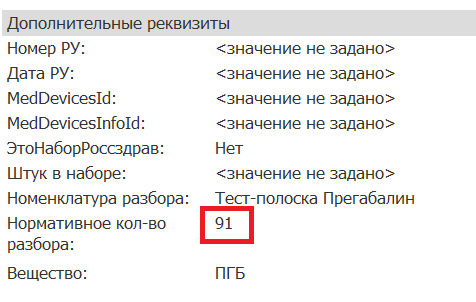 Дополнительные реквизиты
Номер РУ: <значение не задано>
Дата РУ: <значение не задано>
MedDevicesId: <значение не задано>
MedDevicesInfoId: <значение не задано>
ЭтоНаборРоссздрав: Нет
Штук в наборе: <значение не задано>
Номенклатура разбора: Тест-полоска Прегабалин
Нормативное кол-во 91
разбора:
Вещество: ПГБ